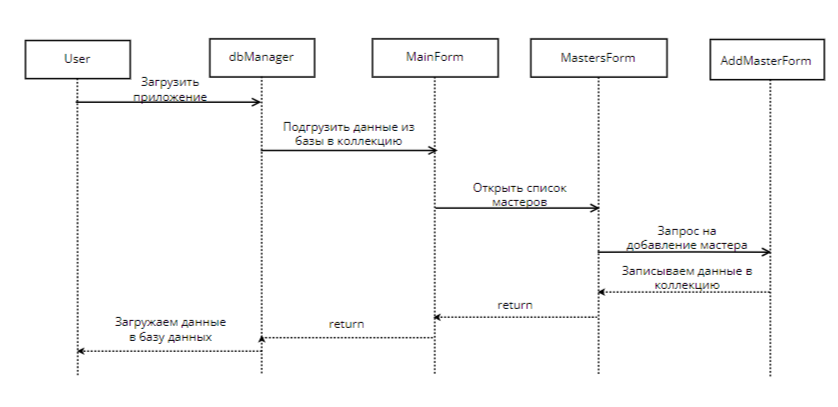 User
dbManager
MainForm
MastersForm
AddMasterForm
Загрузить
приложение
Подгрузить данные из
базы в коллекцию
Открыть список
мастеров
Запрос на
добавление мастера
Записываем данные в
коллекцию
return
return
Загружаем данные
в базу данных